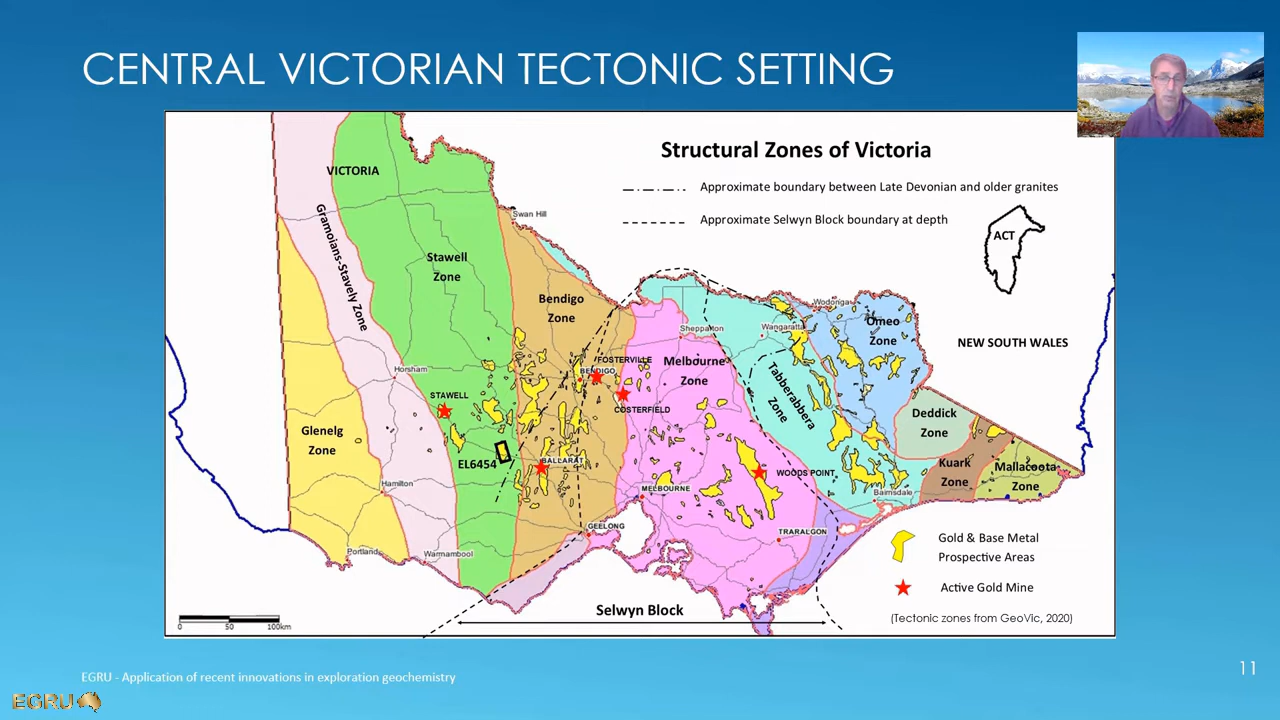 CENTRAL VICTORIAN TECTONIC SETTING
Structural Zones of Victoria
Approximate boundary between Late Devonian and older granites
Approximate Selwyn Block boundary at depth
ACT
VICTORIA
Gramoians-Stavely Zone
Swan Hill
Stawell
Zone
Bendigo
Zone
Wodonga
Omeo
Zone
Shepparton
Wangaratta
NEW SOUTH WALES
FOSTERVILLE
BENDIGO
Melbourne
Zone
Horsham
Tabberabbera
Zone
STAWELL
COSTERFIELD
Deddick
Zone
Glenelg
Zone
EL6454
BALLARAT
WOODS POINT
Kuark
Zone
Mallacoota
Zone
Hamilton
MELBOURNE
Bairnsdale
GEELONG
TRARALGON
Portland
Warrnambool
Gold & Base Metal
Prospective Areas
Active Gold Mine
Selwyn Block
(Tectonic zones from GeoVic, 2020)
0 50 100km
EGRU - Application of recent innovations in exploration geochemistry
11
EGRU